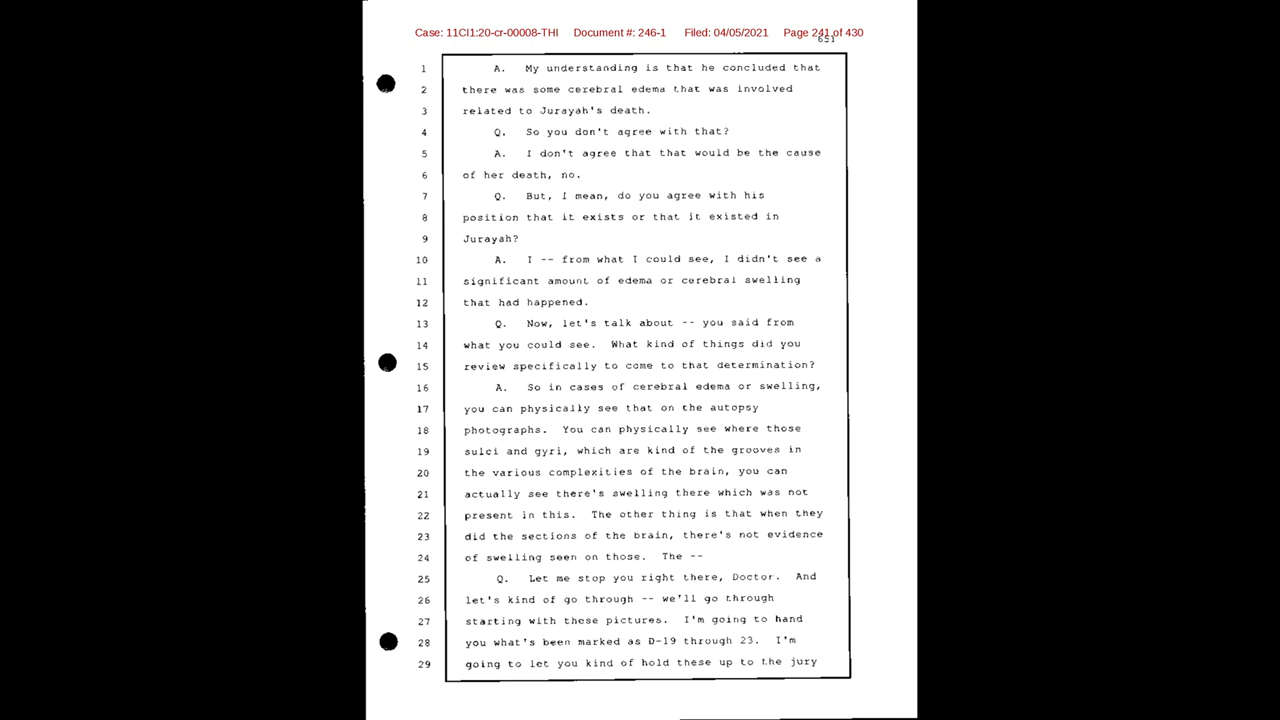 Case: 11CI1:20-cr-00008-THI Document #: 246-1 Filed: 04/05/2021 Page 241 of 430
651
1 A. My understanding is that he concluded that
2 there was some cerebral edema that was involved
3 related to Jurayah's death.
4 Q. So you don't agree with that?
5 A. I don't agree that that would be the cause
6 of her death, no.
7 Q. But, I mean, do you agree with his
8 position that it exists or that it existed in
9 Jurayah?
10 A. I -- from what I could see, I didn't see a
11 significant amount of edema or cerebral swelling
12 that had happened.
13 Q. Now, let's talk about -- you said from
14 what you could see. What kind of things did you
15 review specifically to come to that determination?
16 A. So in cases of cerebral edema or swelling,
17 you can physically see that on the autopsy
18 photographs. You can physically see where those
19 sulci and gyri, which are kind of the grooves in
20 the various complexities of the brain, you can
21 actually see there's swelling there which was not
22 present in this. The other thing is that when they
23 did the sections of the brain, there's not evidence
24 of swelling seen on those. The --
25 Q. Let me stop you right there, Doctor. And
26 let's kind of go through -- we'll go through
27 starting with these pictures. I'm going to hand
28 you what's been marked as D-19 through 23. I'm
29 going to let you kind of hold these up to the jury